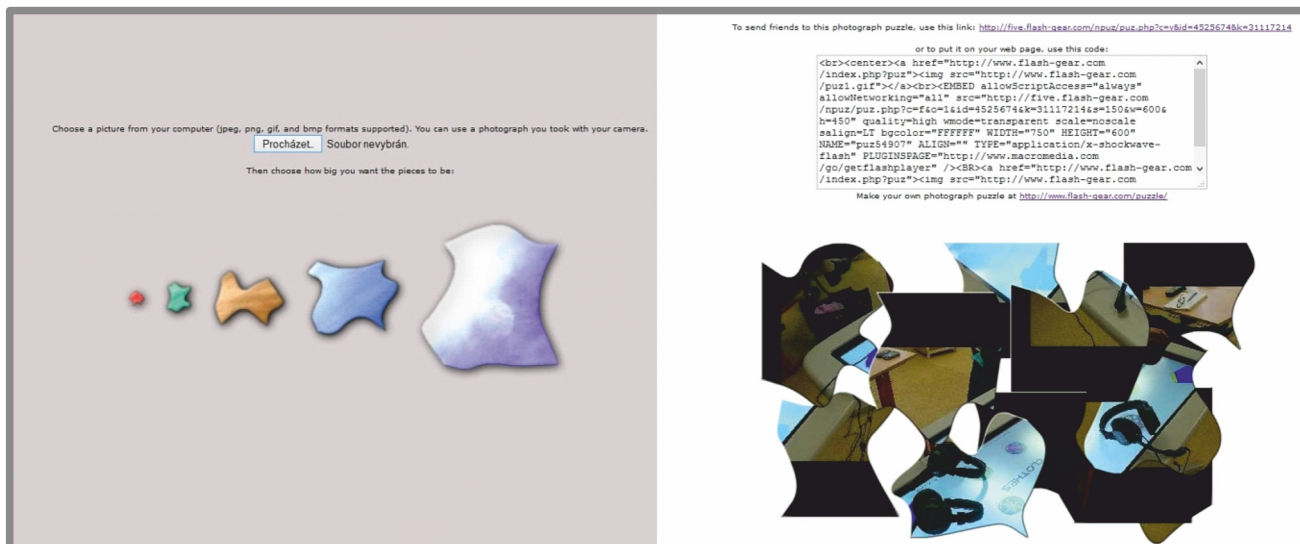 Choose a picture from your computer (jpeg, png, gif, and bmp formats supported). You can use a photograph you took with your camera.
Procházet..
Soubor nevybrán.
Then choose how big you want the pieces to be:
To send friends to this photograph puzzle, use this link: http://five.flash-gear.com/npuz/puz.php?c=v&id=4525674&k=31117214
or to put it on your web page, use this code:
<br><center><a href="http://www.flash-gear.com
/index.php?puz"><img src="http://www.flash-gear.com
/puz1.gif"></a><br><EMBED allowScriptAccess="always"
allowNetworking="all" src="http://five.flash-gear.com
/npuz/puz.php?c=f&o=1&id=4525674&k=31117214&s=150&w=600&
h=450" quality=high wmode=transparent scale=noscale
salign=LT bgcolor="FFFFFF" WIDTH="750" HEIGHT="600"
NAME="puz54907" ALIGN="" TYPE="application/x-shockwave-
flash" PLUGINSPAGE="http://www.macromedia.com
/go/getflashplayer" /><BR><a href="http://www.flash-gear.com
/index.php?puz"><img src="http://www.flash-gear.com
Make your own photograph puzzle at http://www.flash-gear.com/puzzle/
CLOTHES